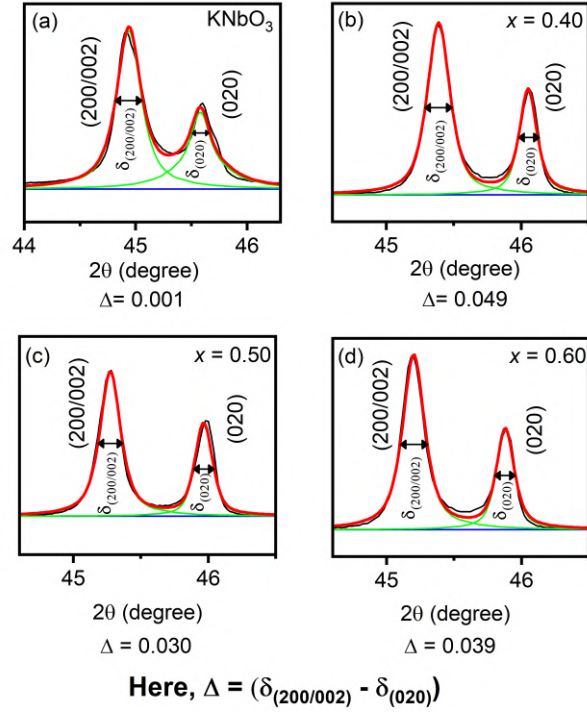 (a) KNbO₃
(200/002)
(020)
δ(200/002)
δ(020)
44 45 46
2θ (degree)
Δ= 0.001
(b) x = 0.40
(200/002)
(020)
δ(200/002)
δ(020)
45 46
2θ (degree)
Δ = 0.049
(c) x = 0.50
(200/002)
(020)
δ(200/002)
δ(020)
45 46
2θ (degree)
Δ = 0.030
(d) x = 0.60
(200/002)
(020)
δ(200/002)
δ(020)
45 46
2θ (degree)
Δ = 0.039
Here, Δ = (δ(200/002) - δ(020))